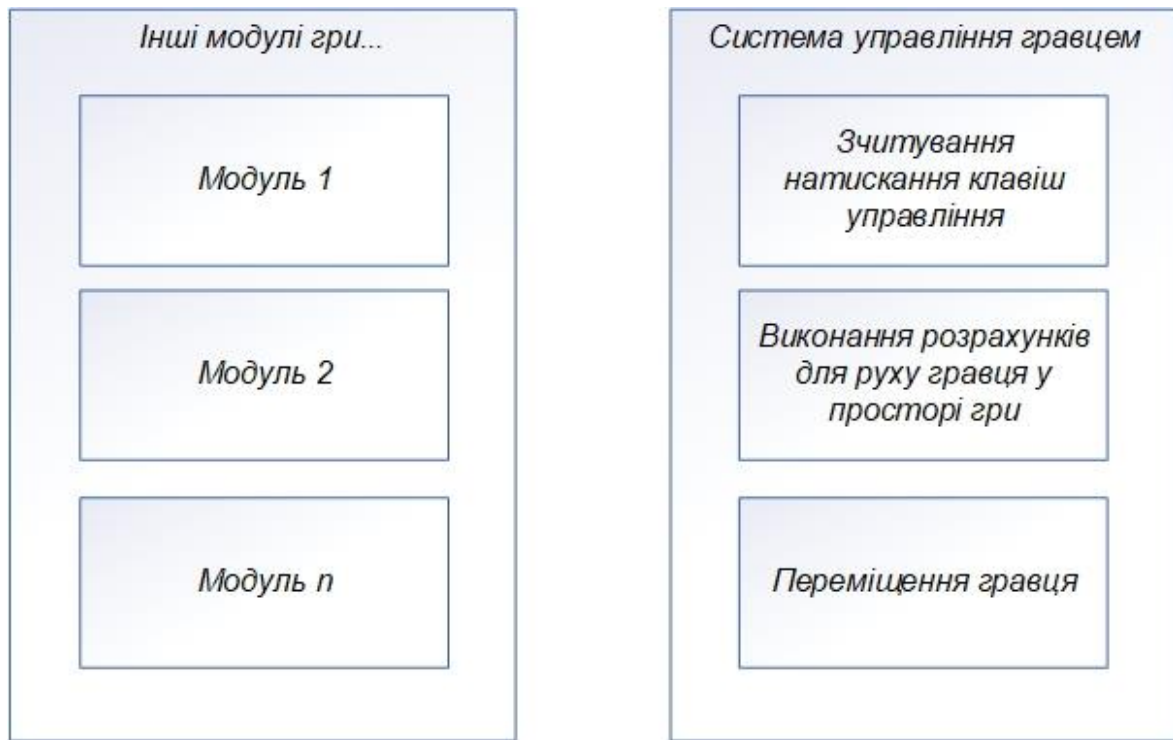 Інші модулі гри...
Модуль 1
Модуль 2
Модуль n
Система управління гравцем
Зчитування
натискання клавіш
управління
Виконання розрахунків
для руху гравця у
просторі гри
Переміщення гравця